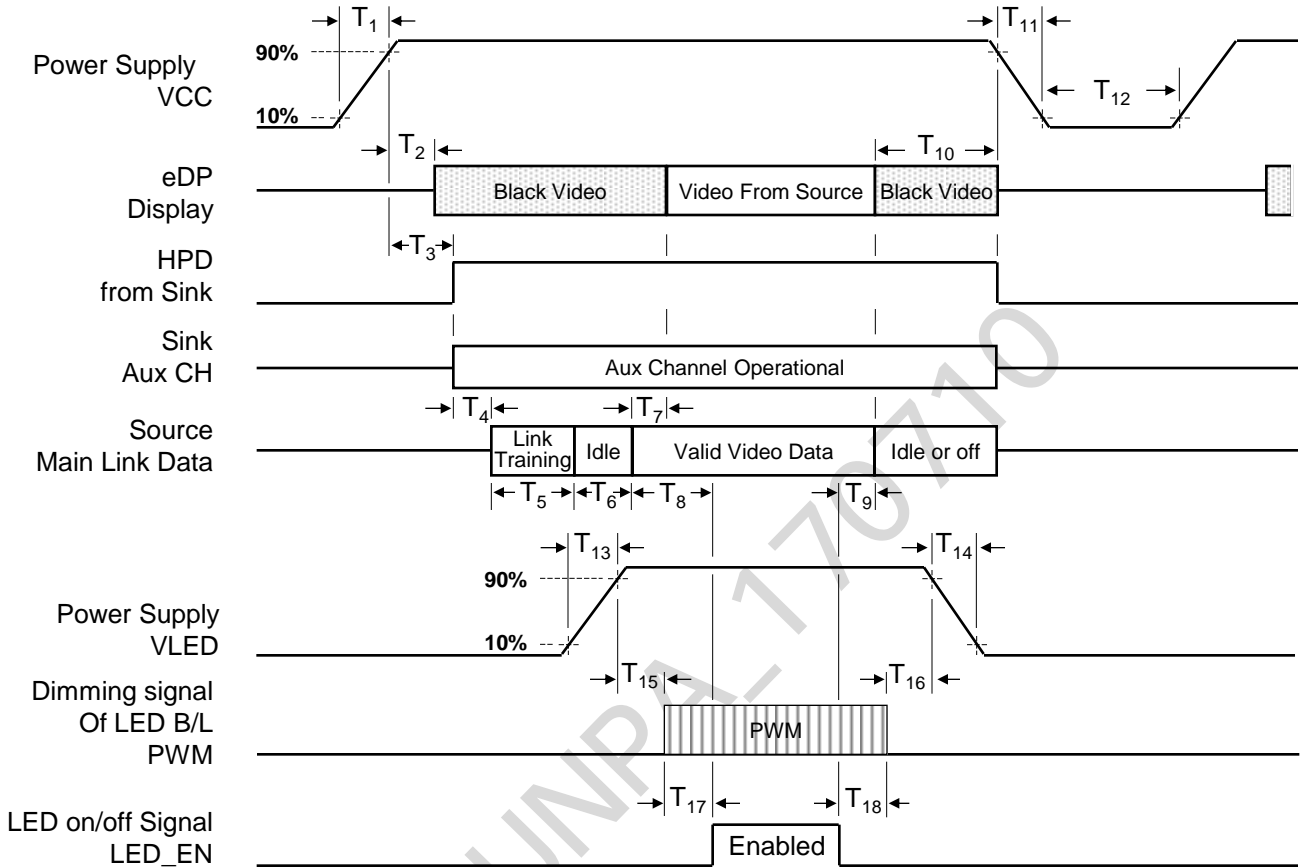 T1
T11
90%
Power Supply
VCC
T12
10%
T2
T10
eDP
Display
Black Video
Video From Source
Black Video
T3
HPD
from Sink
Sink
Aux CH
Aux Channel Operational
T4
T7
Source
Main Link Data
Link
Training
Idle
Valid Video Data
Idle or off
T5
T6
T8
T9
T13
T14
90%
Power Supply
VLED
10%
T15
T16
Dimming signal
Of LED B/L
PWM
PWM
T17
T18
LED on/off Signal
LED_EN
Enabled
UNPA_170710